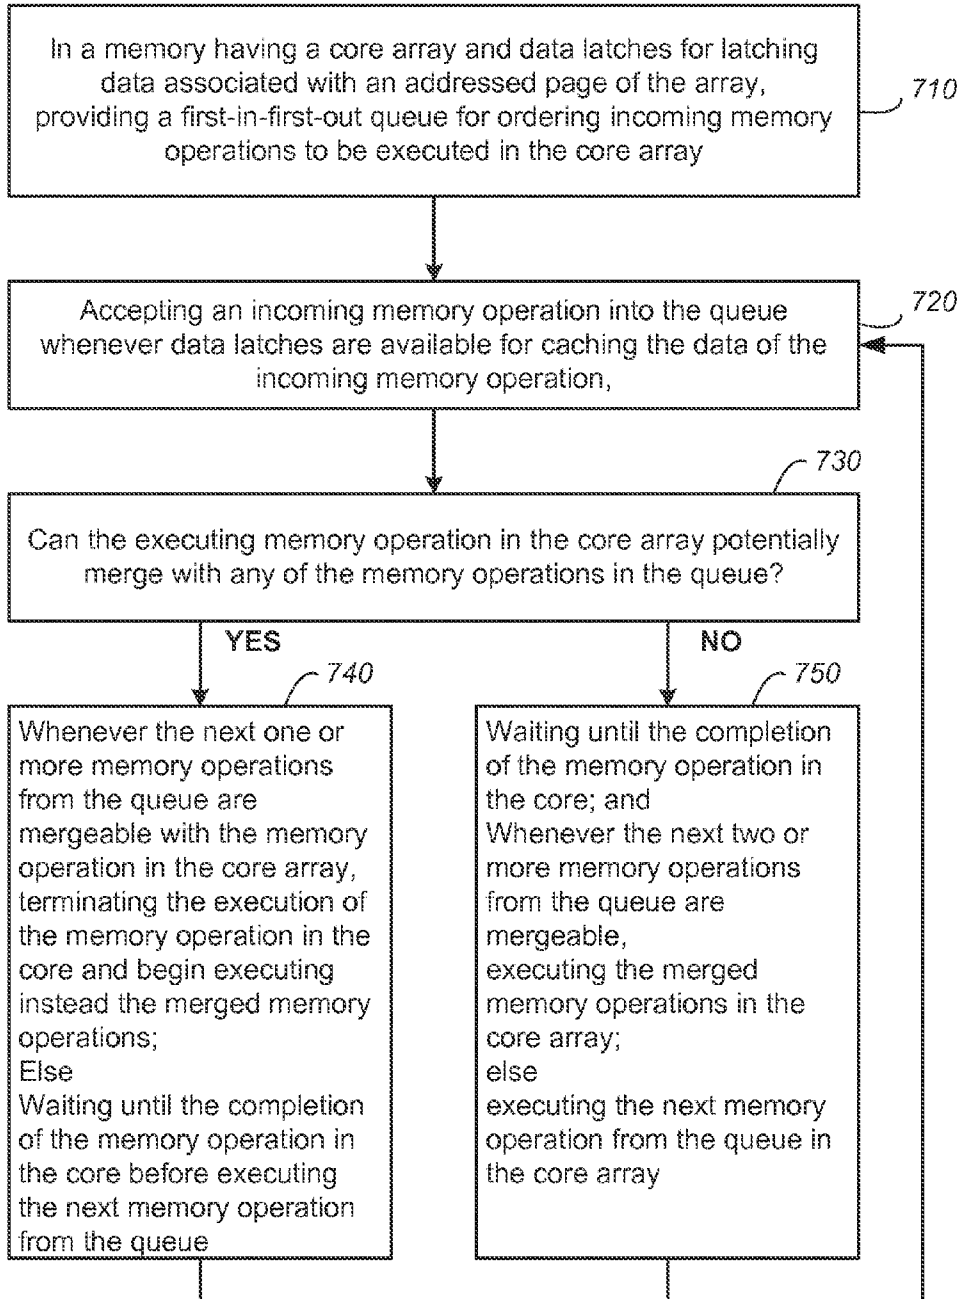 In a memory having a core array and data latches for latching
data associated with an addressed page of the array,
providing a first-in-first-out queue for ordering incoming memory
operations to be executed in the core array
710
Accepting an incoming memory operation into the queue
whenever data latches are available for caching the data of the
incoming memory operation,
720
730
Can the executing memory operation in the core array potentially
merge with any of the memory operations in the queue?
YES
NO
740
Whenever the next one or
more memory operations
from the queue are
mergeable with the memory
operation in the core array,
terminating the execution of
the memory operation in the
core and begin executing
instead the merged memory
operations;
Else
Waiting until the completion
of the memory operation in
the core before executing
the next memory operation
from the queue
750
Waiting until the completion
of the memory operation in
the core; and
Whenever the next two or
more memory operations
from the queue are
mergeable,
executing the merged
memory operations in the
core array;
else
executing the next memory
operation from the queue in
the core array